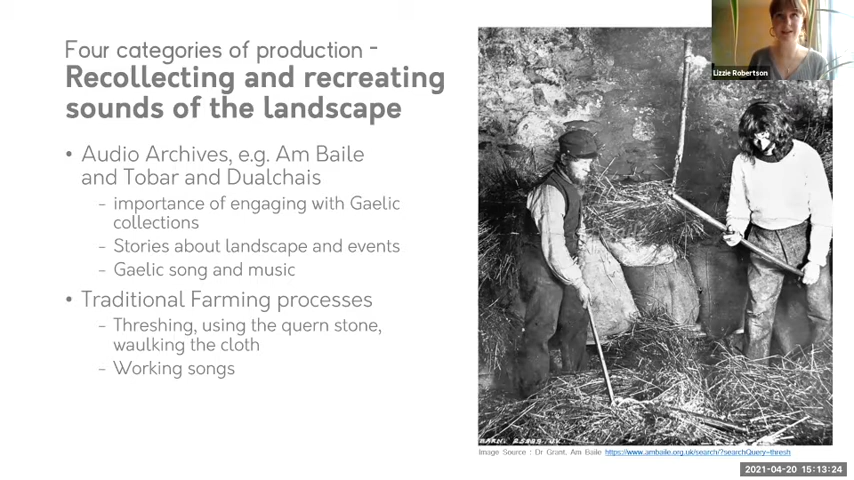 Four categories of production -
Recollecting and recreating
sounds of the landscape
• Audio Archives, e.g. Am Baile
and Tobar and Dualchais
- importance of engaging with Gaelic
collections
- Stories about landscape and events
- Gaelic song and music
• Traditional Farming processes
- Threshing, using the quern stone,
waulking the cloth
- Working songs
Lizzie Robertson
Image Source : Dr Grant. Am Baile https://www.ambaile.org.uk/search/?searchQuery=thresh
2021-04-20 15:13:24